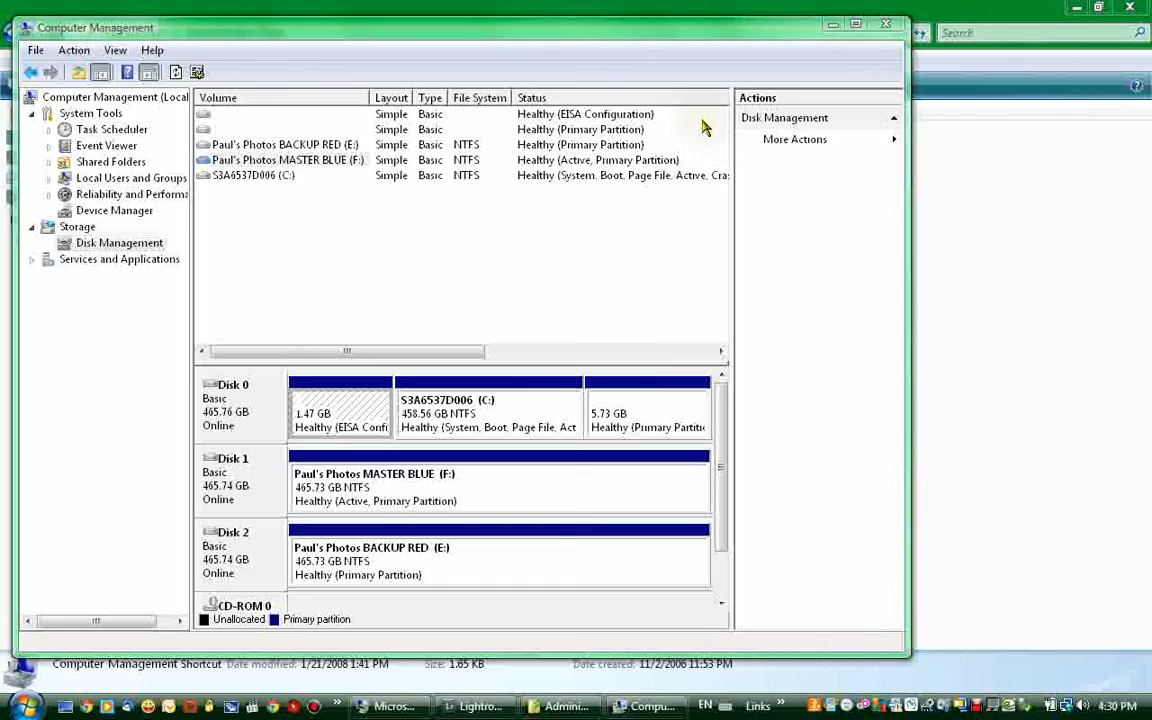 Computer Management
Search
File Action View Help
Computer Management (Local
System Tools
Task Scheduler
Event Viewer
Shared Folders
Local Users and Groups
Reliability and Performa
Device Manager
Storage
Disk Management
Services and Applications
Volume Layout Type File System Status
Simple Basic Healthy (EISA Configuration)
Simple Basic Healthy (Primary Partition)
Paul's Photos BACKUP RED (E:) Simple Basic NTFS Healthy (Primary Partition)
Paul's Photos MASTER BLUE (F:) Simple Basic NTFS Healthy (Active, Primary Partition)
S3A6537D006 (C:) Simple Basic NTFS Healthy (System, Boot, Page File, Active, Cra
Actions
Disk Management
More Actions
Disk 0
Basic
465.76 GB
Online
1.47 GB
Healthy (EISA Confi
S3A6537D006 (C:)
458.56 GB NTFS
Healthy (System, Boot, Page File, Act
5.73 GB
Healthy (Primary Partitic
Disk 1
Basic
465.74 GB
Online
Paul's Photos MASTER BLUE (F:)
465.73 GB NTFS
Healthy (Active, Primary Partition)
Disk 2
Basic
465.74 GB
Online
Paul's Photos BACKUP RED (E:)
465.73 GB NTFS
Healthy (Primary Partition)
CD-ROM 0
Unallocated Primary partition
Computer Management Shortcut Date modified: 1/21/2008 1:41 PM Size: 1.65 KB Date created: 11/2/2006 11:53 PM
Micros... Lightro... Admini... Compu... EN Links 4:30 PM